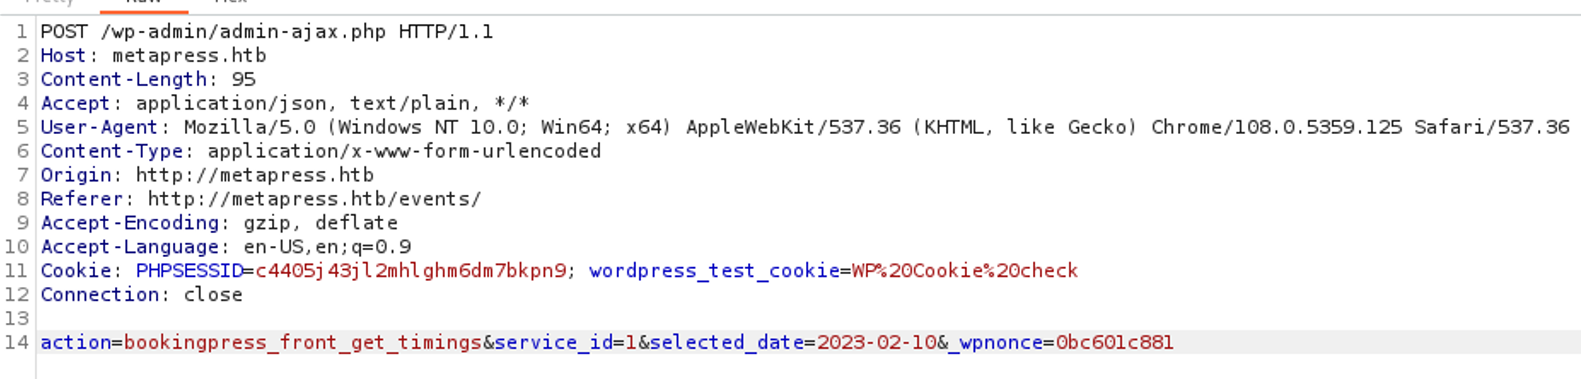 1 POST /wp-admin/admin-ajax.php HTTP/1.1
2 Host: metapress.htb
3 Content-Length: 95
4 Accept: application/json, text/plain, */*
5 User-Agent: Mozilla/5.0 (Windows NT 10.0; Win64; x64) AppleWebKit/537.36 (KHTML, like Gecko) Chrome/108.0.5359.125 Safari/537.36
6 Content-Type: application/x-www-form-urlencoded
7 Origin: http://metapress.htb
8 Referer: http://metapress.htb/events/
9 Accept-Encoding: gzip, deflate
10 Accept-Language: en-US,en;q=0.9
11 Cookie: PHPSESSID=c4405j43jl2mhlghm6dm7bkpn9; wordpress_test_cookie=WP%20Cookie%20check
12 Connection: close
13
14 action=bookingpress_front_get_timings&service_id=1&selected_date=2023-02-10&_wpnonce=0bc601c881